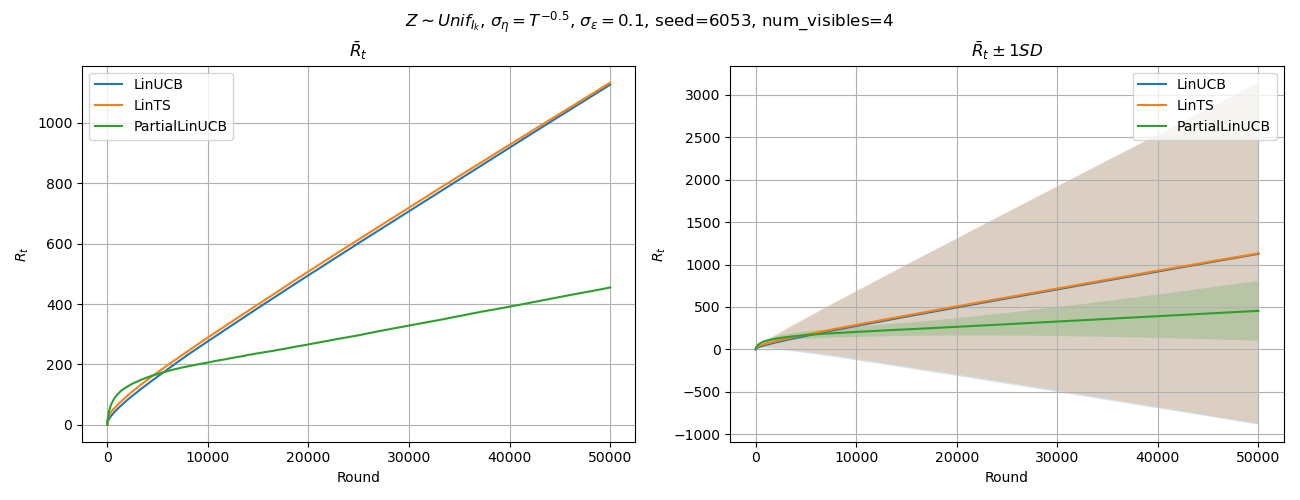 Z ∼ Unif_{I_k}, σ_η = T^{−0.5}, σ_ε = 0.1, seed=6053, num_visibles=4
R̄_t
LinUCB
LinTS
PartialLinUCB
R_t
1000
800
600
400
200
0
0 10000 20000 30000 40000 50000
Round
R̄_t ± 1SD
LinUCB
LinTS
PartialLinUCB
R_t
3000
2500
2000
1500
1000
500
0
−500
−1000
0 10000 20000 30000 40000 50000
Round